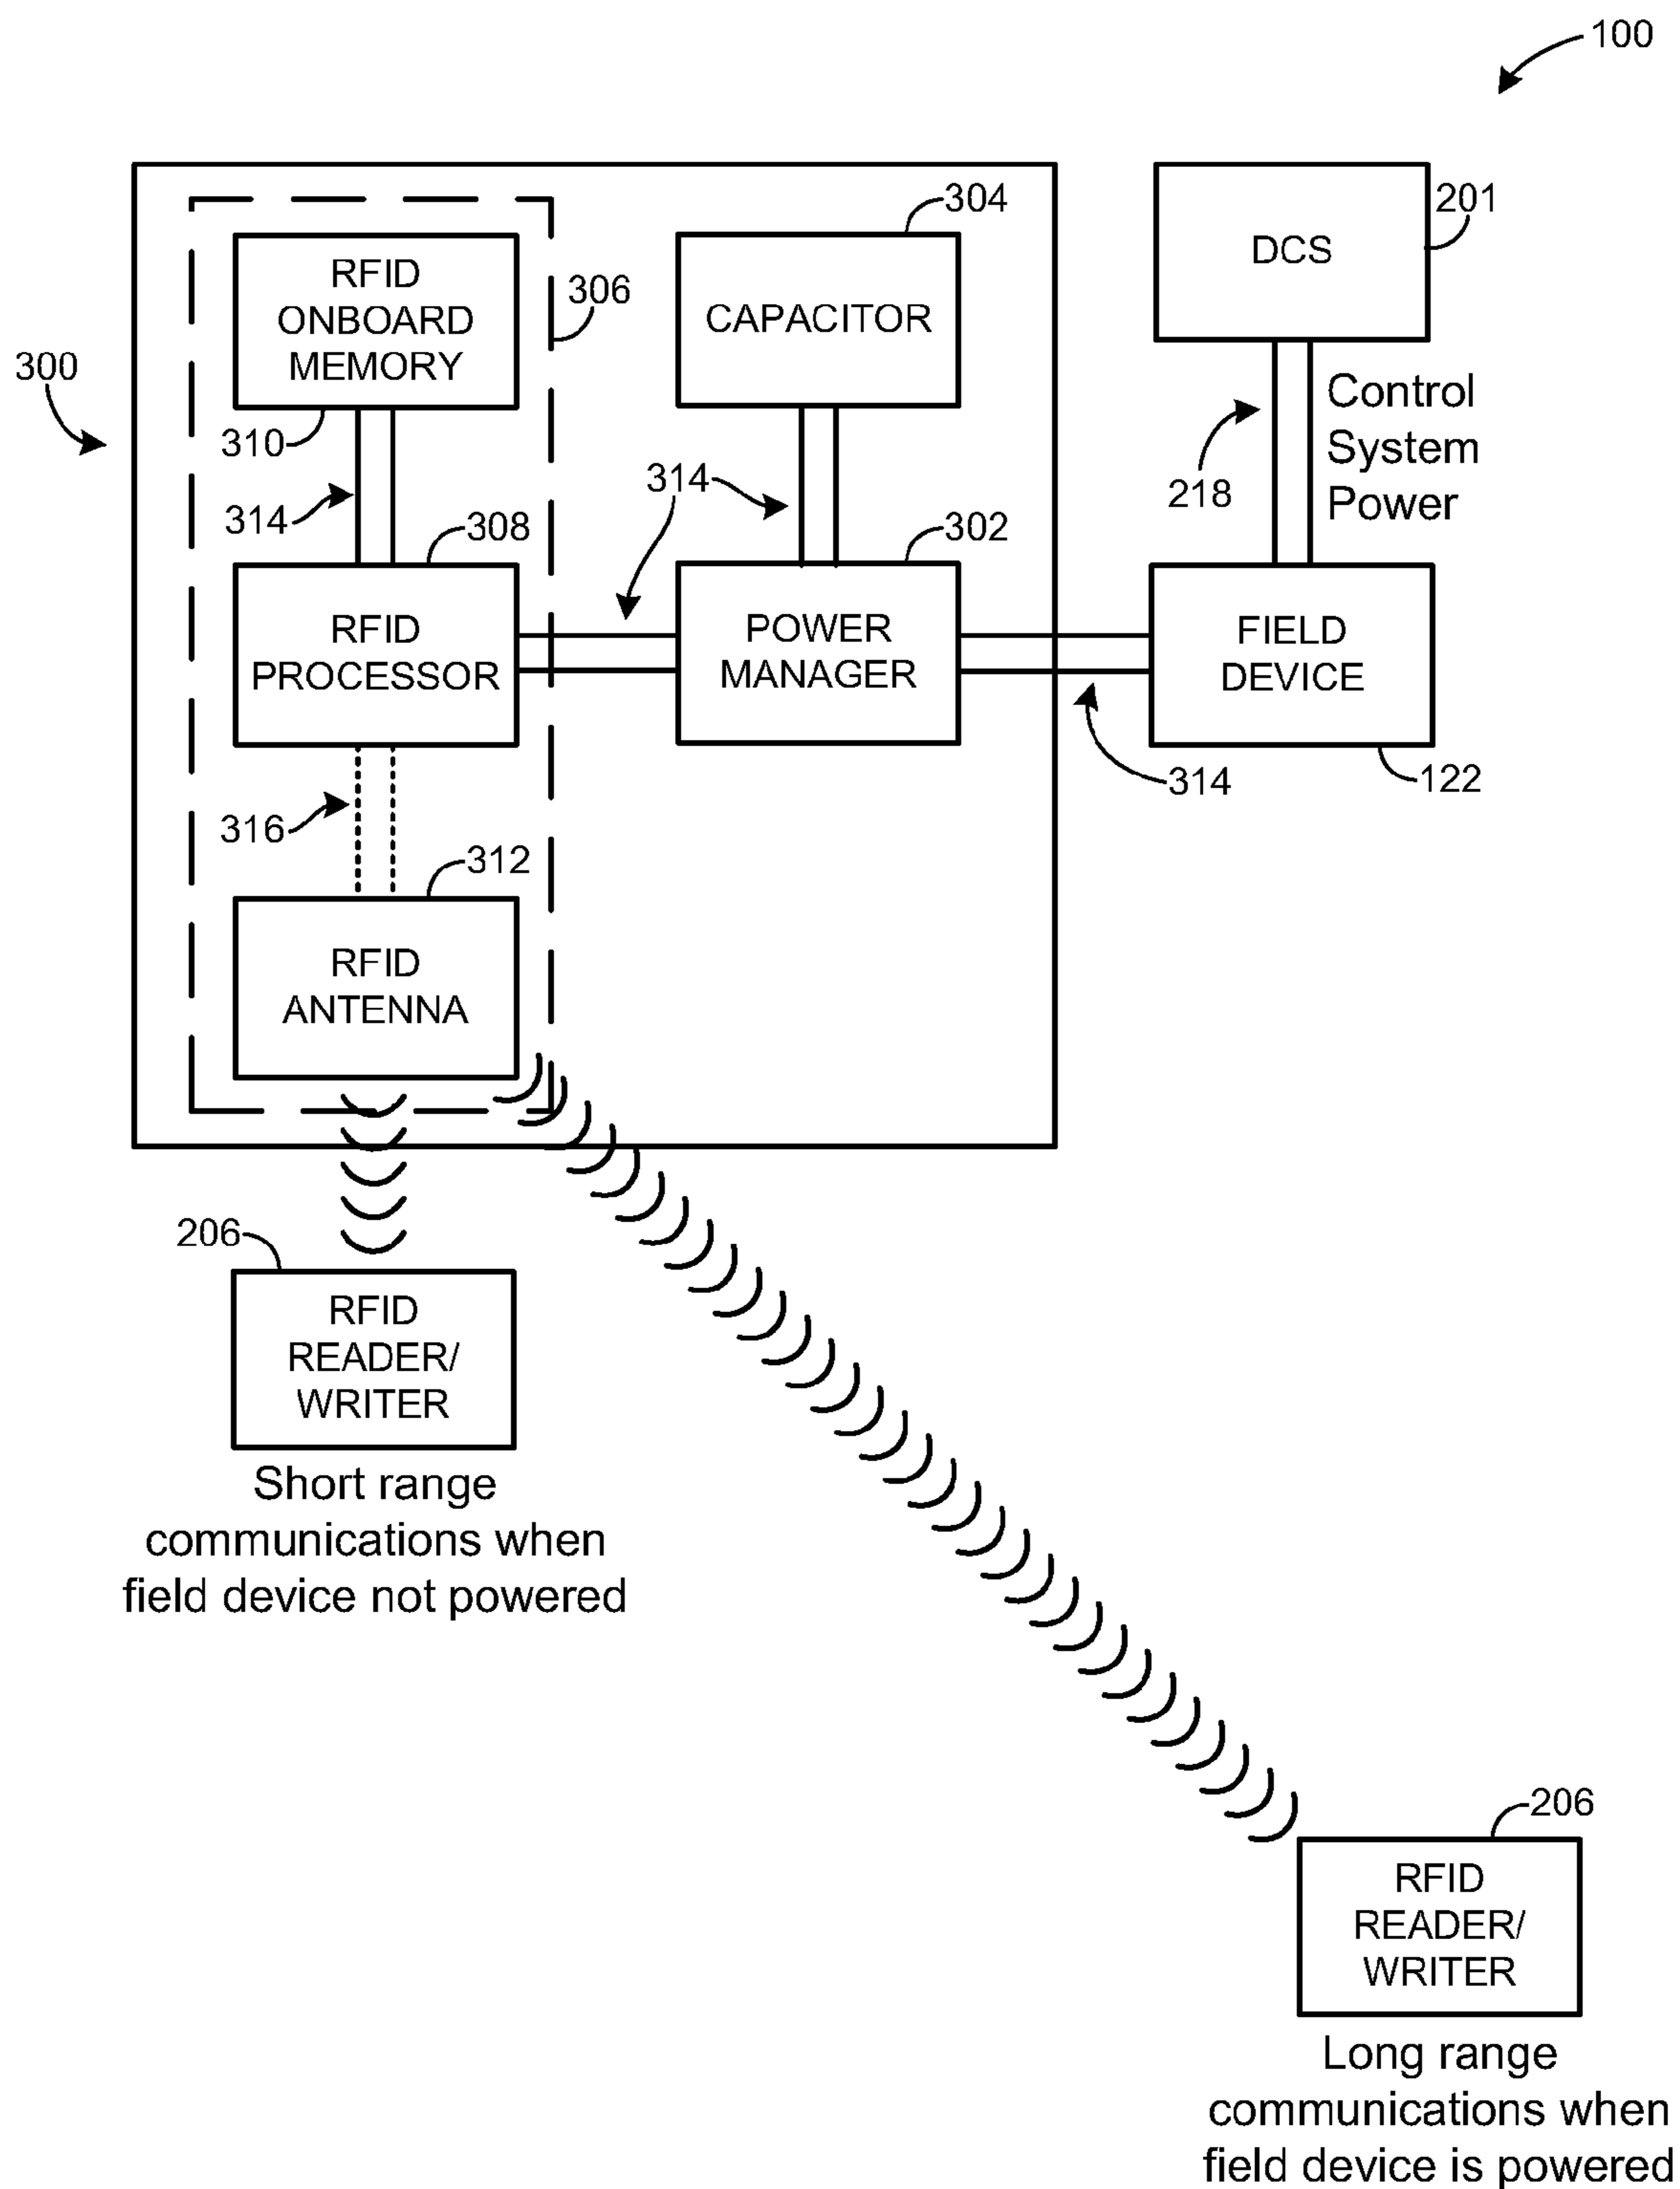 100
304
201
RFID
ONBOARD
MEMORY
306
CAPACITOR
DCS
300
310
314
314
Control
System
Power
218
308
302
RFID
PROCESSOR
POWER
MANAGER
FIELD
DEVICE
314
122
316
312
RFID
ANTENNA
206
RFID
READER/
WRITER
Short range
communications when
field device not powered
206
RFID
READER/
WRITER
Long range
communications when
field device is powered